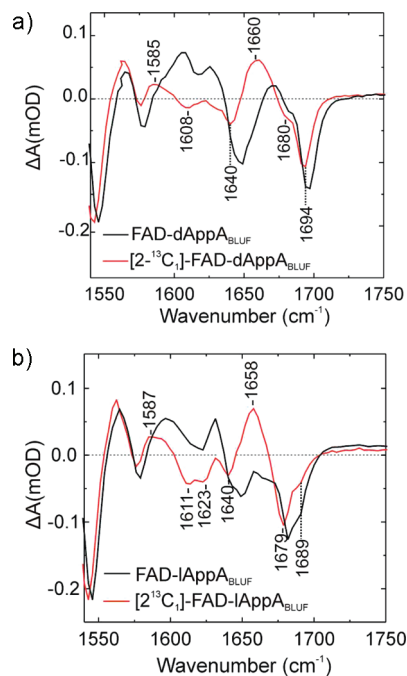 a)
ΔA(mOD)
0.1
0.0
-0.1
-0.2
1585
1608
1640
1660
1680
1694
FAD-dAppA_BLUF
[2-¹³C₁]-FAD-dAppA_BLUF
1550 1600 1650 1700 1750
Wavenumber (cm⁻¹)
b)
ΔA(mOD)
0.1
0.0
-0.1
-0.2
1587
1611
1623
1640
1658
1679
1689
FAD-lAppA_BLUF
[2¹³C₁]-FAD-lAppA_BLUF
1550 1600 1650 1700 1750
Wavenumber (cm⁻¹)